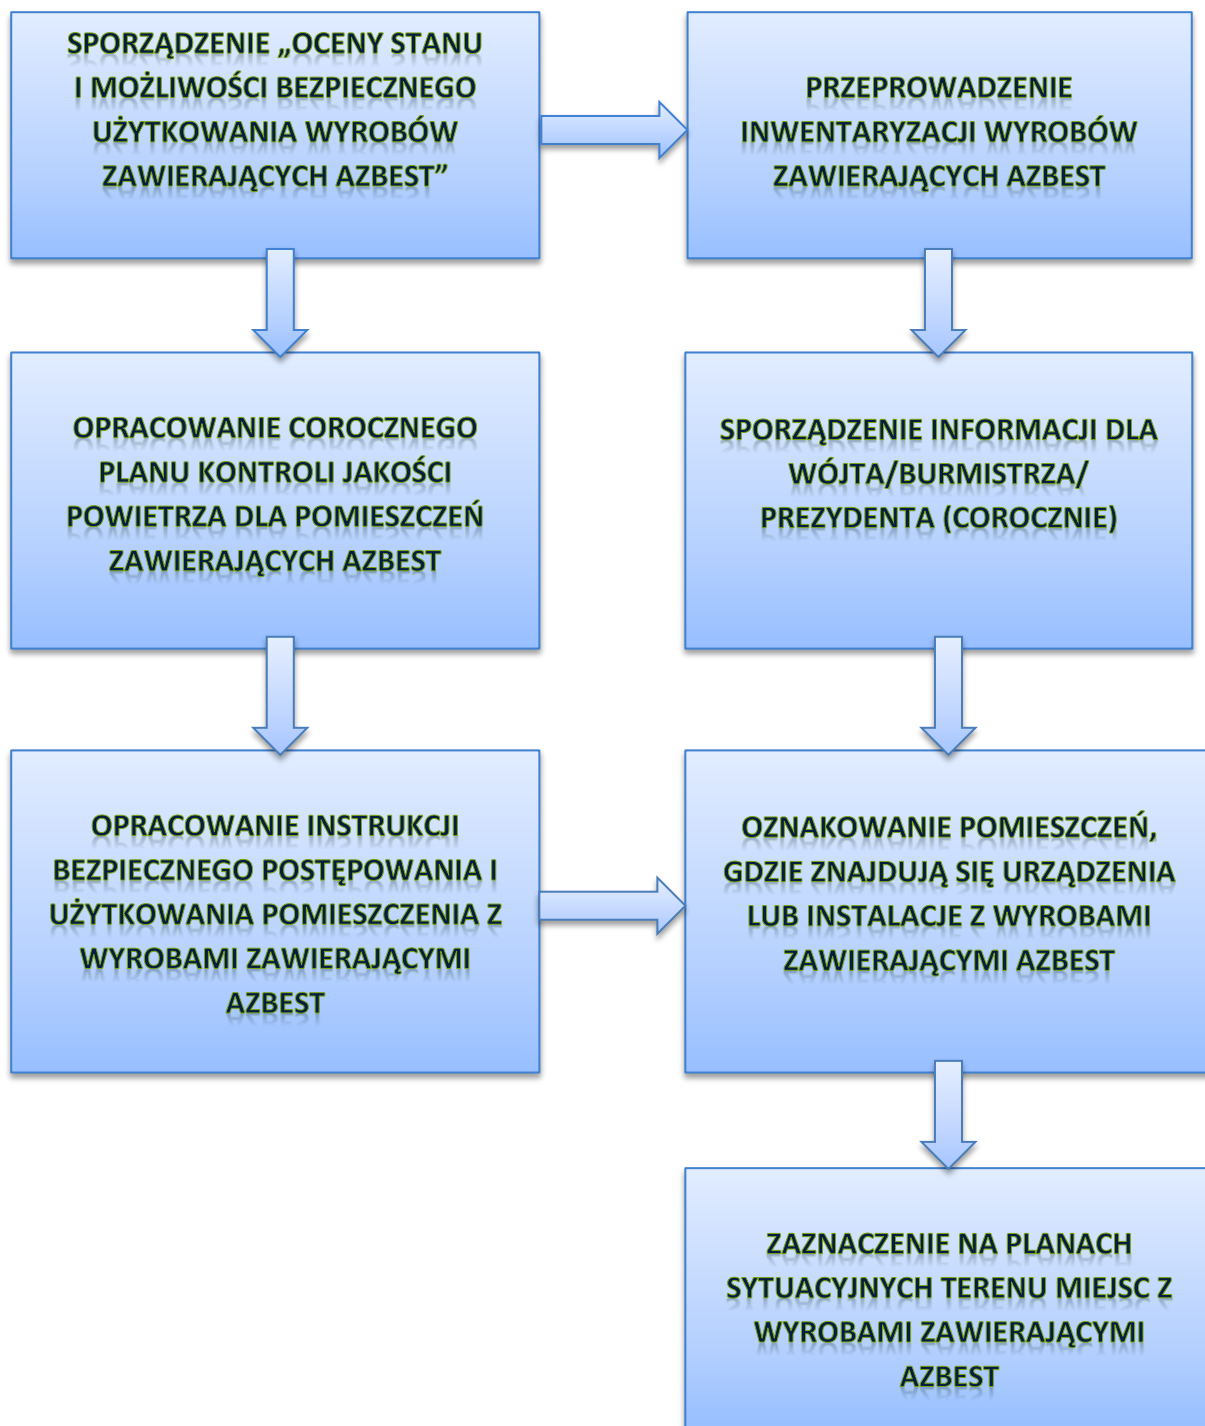 SPORZĄDZENIE „OCENY STANU
I MOŻLIWOŚCI BEZPIECZNEGO
UŻYTKOWANIA WYROBÓW
ZAWIERAJĄCYCH AZBEST”
PRZEPROWADZENIE
INWENTARYZACJI WYROBÓW
ZAWIERAJĄCYCH AZBEST
OPRACOWANIE COROCZNEGO
PLANU KONTROLI JAKOŚCI
POWIETRZA DLA POMIESZCZEŃ
ZAWIERAJĄCYCH AZBEST
SPORZĄDZENIE INFORMACJI DLA
WÓJTA/BURMISTRZA/
PREZYDENTA (COROCZNIE)
OPRACOWANIE INSTRUKCJI
BEZPIECZNEGO POSTĘPOWANIA I
UŻYTKOWANIA POMIESZCZENIA Z
WYROBAMI ZAWIERAJĄCYMI
AZBEST
OZNAKOWANIE POMIESZCZEŃ,
GDZIE ZNAJDUJĄ SIĘ URZĄDZENIA
LUB INSTALACJE Z WYROBAMI
ZAWIERAJĄCYMI AZBEST
ZAZNACZENIE NA PLANACH
SYTUACYJNYCH TERENU MIEJSC Z
WYROBAMI ZAWIERAJĄCYMI
AZBEST